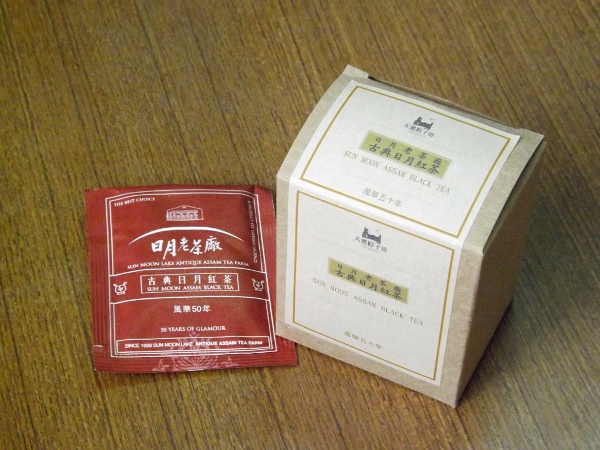 THE BEST CHOICE
日月老茶廠
SUN MOON LAKE ANTIQUE ASSAM TEA FARM
古典日月紅茶
SUN MOON ASSAM BLACK TEA
風華50年
50 YEARS OF GLAMOUR
SINCE 1959 SUN MOON LAKE ANTIQUE ASSAM TEA FARM
日月老茶廠
古典日月紅茶
SUN MOON ASSAM BLACK TEA
風華五十年
日月老茶廠
古典日月紅茶
SUN MOON ASSAM BLACK TEA
風華五十年